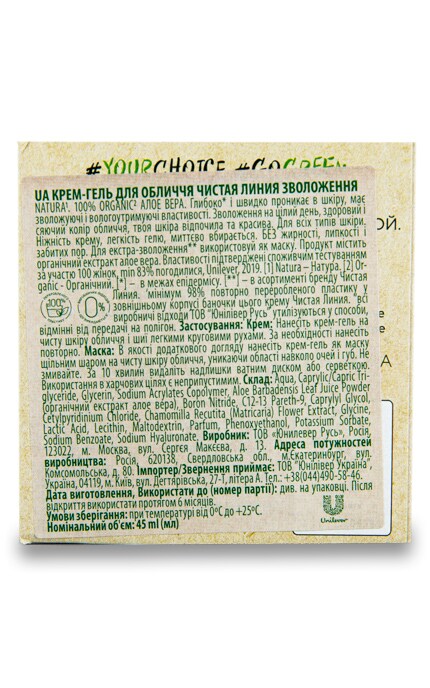 #YOURCHOICE #GOGREEN
UA КРЕМ-ГЕЛЬ ДЛЯ ОБЛИЧЧЯ ЧИСТАЯ ЛИНИЯ ЗВОЛОЖЕННЯ
NATURA¹. 100% ORGANIC² АЛОЕ ВЕРА. Глибоко* і швидко проникає в шкіру, має
зволожуючі і вологоутримуючі властивості. Зволоження на цілий день, здоровий і
сяючий колір обличчя, твоя шкіра відпочила та красива. Для всіх типів шкіри.
Ніжність крему, легкість гелю, миттєво вбирається. БЕЗ жирності, липкості і
забитих пор. Для екстра-зволоження** використовуй як маску. Продукт містить
органічний екстракт алое вера. Властивості підтверджені споживчим тестуванням
за участю 100 жінок, min 83% погодилися, Unilever, 2019. [1] Natura – Натура. [2] Or-
ganic - Органічний. [*] – в межах епідермісу. [**] – в асортименті бренду Чистая
Линия. мінімум 98% повторно переробленого пластику у
зовнішньому корпусі баночки цього крему Чистая Линия. *всі
виробничі відходи ТОВ "Юнілівер Русь" утилізуються у способи,
відмінні від передачі на полігон. Застосування: Крем: Нанесіть крем-гель на
чисту шкіру обличчя і шиї легкими круговими рухами. За необхідності нанесіть
повторно. Маска: В якості додаткового догляду нанесіть крем-гель як маску
щільним шаром на чисту шкіру обличчя, уникаючи області навколо очей і губ. Не
змивайте. За 10 хвилин видаліть надлишки ватним диском або серветкою.
Використання в харчових цілях є неприпустимим. Склад: Aqua, Caprylic/Capric Tri-
glyceride, Glycerin, Sodium Acrylates Copolymer, Aloe Barbadensis Leaf Juice Powder
(органічний екстракт алое вера), Boron Nitride, C12-13 Pareth-9, Caprylyl Glycol,
Ethylhexylglycerin, Chamomilla Recutita (Matricaria) Flower Extract, Glycine,
Lactic Acid, Lecithin, Maltodextrin, Parfum, Phenoxyethanol, Potassium Sorbate,
Sodium Benzoate, Sodium Hyaluronate. Виробник: ТОВ «Юнилевер Русь», Росія,
123022, м. Москва, вул. Сергея Макеєва, д. 13. Адреса потужностей
виробництва: Росія, Свердловська обл., м.Екатеринбург, вул.
Комсомольська, 80. Імпортер/Звернення приймає: ТОВ "Юнілівер Україна",
Україна, 04119, м. Київ, вул. Дегтярівська, 27-Т, літера А. Тел.: +38(044)490-58-46.
Дата виготовлення, Використати до (номер партії): див. на упаковці. Після
відкриття використати протягом 6 місяців.
Умови зберігання: при температурі від 0°С до +25°С.
Номінальний об'єм: 45 ml (мл)
Unilever
ОЙ.
е
е
А